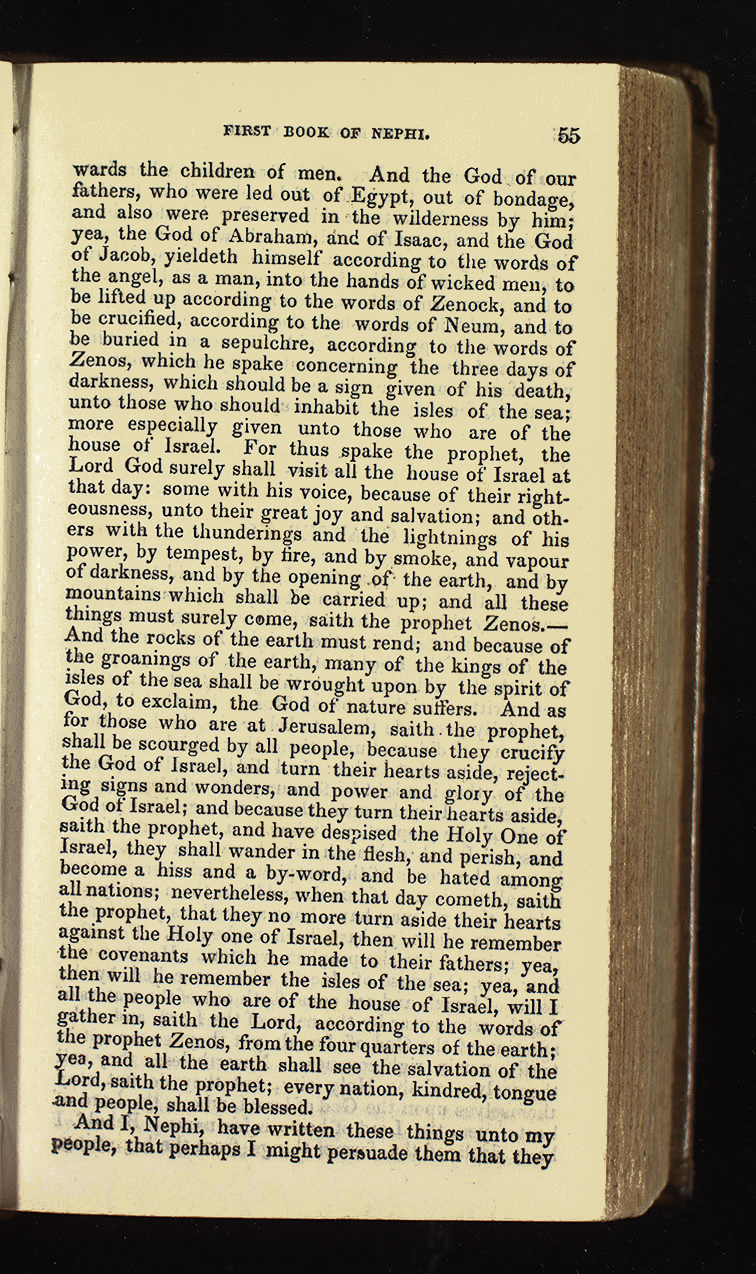 FIRST BOOK OF NEPHI. 55
wards the children of men. And the God of our
fathers, who were led out of Egypt, out of bondage,
and also were preserved in the wilderness by him;
yea, the God of Abraham, and of Isaac, and the God
of Jacob, yieldeth himself according to the words of
the angel, as a man, into the hands of wicked men, to
be lifted up according to the words of Zenock, and to
be crucified, according to the words of Neum, and to
be buried in a sepulchre, according to the words of
Zenos, which he spake concerning the three days of
darkness, which should be a sign given of his death,
unto those who should inhabit the isles of the sea;
more especially given unto those who are of the
house of Israel. For thus spake the prophet, the
Lord God surely shall visit all the house of Israel at
that day: some with his voice, because of their right-
eousness, unto their great joy and salvation; and oth-
ers with the thunderings and the lightnings of his
power, by tempest, by fire, and by smoke, and vapour
of darkness, and by the opening of the earth, and by
mountains which shall be carried up; and all these
things must surely come, saith the prophet Zenos.—
And the rocks of the earth must rend; and because of
the groanings of the earth, many of the kings of the
isles of the sea shall be wrought upon by the spirit of
God, to exclaim, the God of nature suffers. And as
for those who are at Jerusalem, saith the prophet,
shall be scourged by all people, because they crucify
the God of Israel, and turn their hearts aside, reject-
ing signs and wonders, and power and glory of the
God of Israel; and because they turn their hearts aside,
saith the prophet, and have despised the Holy One of
Israel, they shall wander in the flesh, and perish, and
become a hiss and a by-word, and be hated among
all nations; nevertheless, when that day cometh, saith
the prophet, that they no more turn aside their hearts
against the Holy one of Israel, then will he remember
the covenants which he made to their fathers; yea,
then will he remember the isles of the sea; yea, and
all the people who are of the house of Israel, will I
gather in, saith the Lord, according to the words of
the prophet Zenos, from the four quarters of the earth;
yea, and all the earth shall see the salvation of the
Lord, saith the prophet; every nation, kindred, tongue
and people, shall be blessed.
And I, Nephi, have written these things unto my
people, that perhaps I might persuade them that they